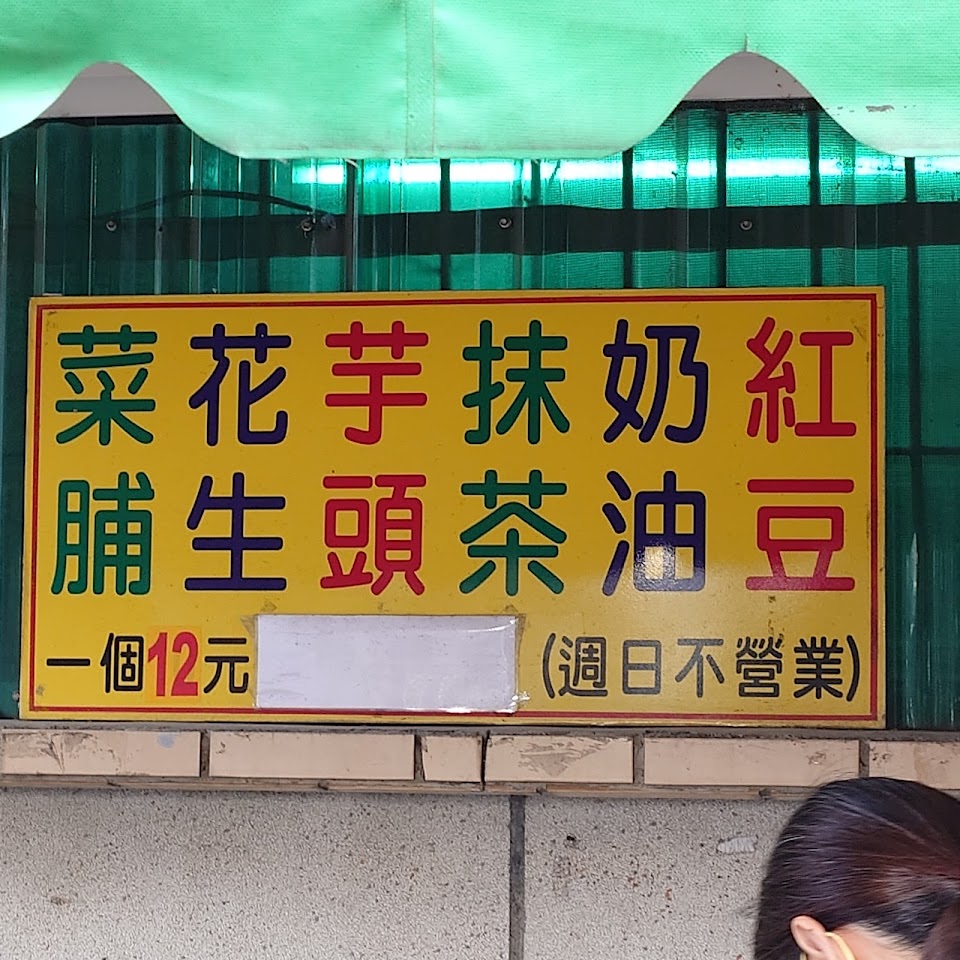 紅豆
奶油
抹茶
芋頭
花生
菜脯
一個12元
(週日不營業)